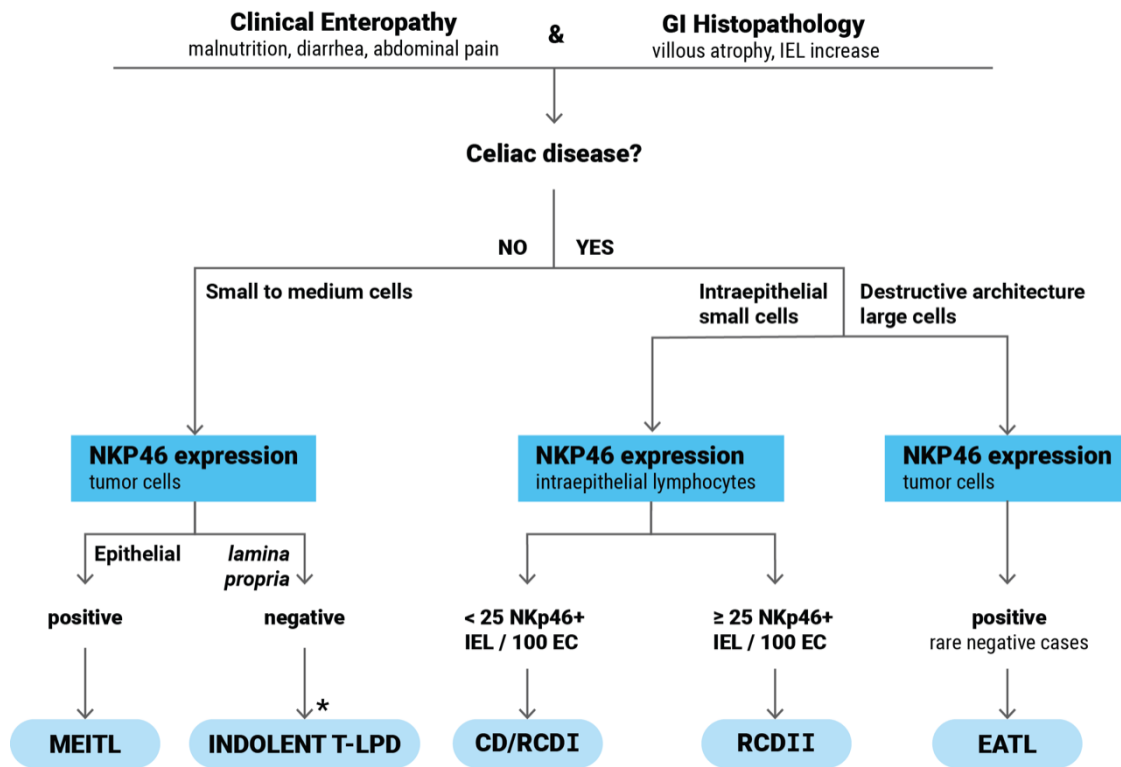 Clinical Enteropathy
malnutrition, diarrhea, abdominal pain
&
GI Histopathology
villous atrophy, IEL increase
Celiac disease?
NO
YES
Small to medium cells
Intraepithelial
small cells
Destructive architecture
large cells
NKP46 expression
tumor cells
NKP46 expression
intraepithelial lymphocytes
NKP46 expression
tumor cells
Epithelial
lamina
propria
positive
negative
< 25 NKp46+
IEL / 100 EC
≥ 25 NKp46+
IEL / 100 EC
positive
rare negative cases
*
MEITL
INDOLENT T-LPD
CD/RCDI
RCDII
EATL